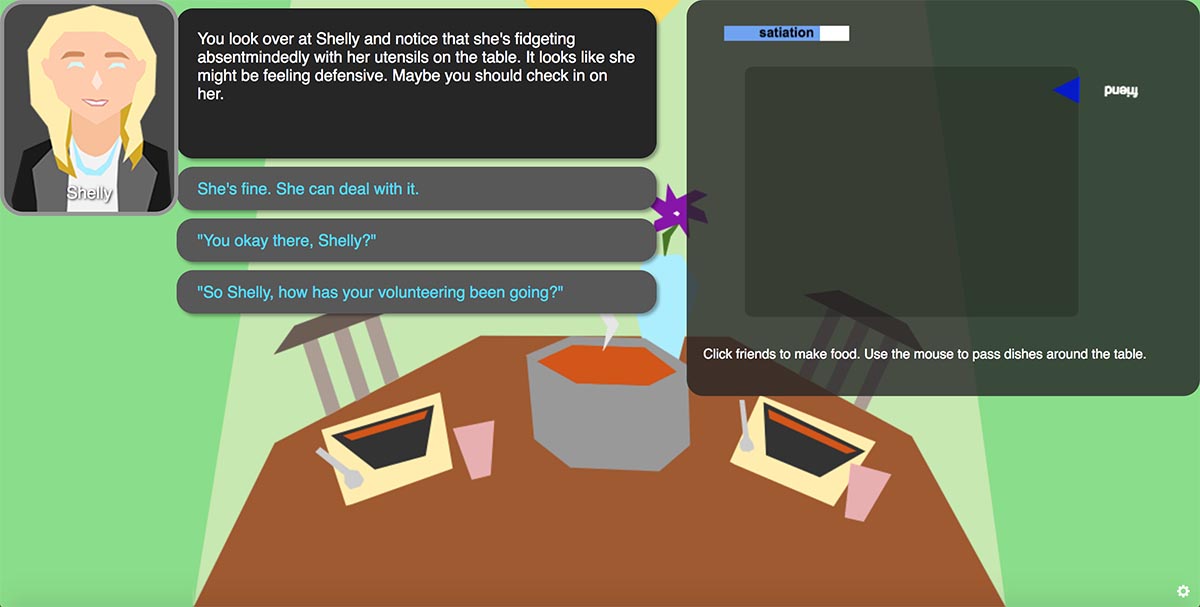 You look over at Shelly and notice that she's fidgeting
absentmindedly with her utensils on the table. It looks like she
might be feeling defensive. Maybe you should check in on
her.
Shelly
She's fine. She can deal with it.
"You okay there, Shelly?"
"So Shelly, how has your volunteering been going?"
satiation
friend
Click friends to make food. Use the mouse to pass dishes around the table.